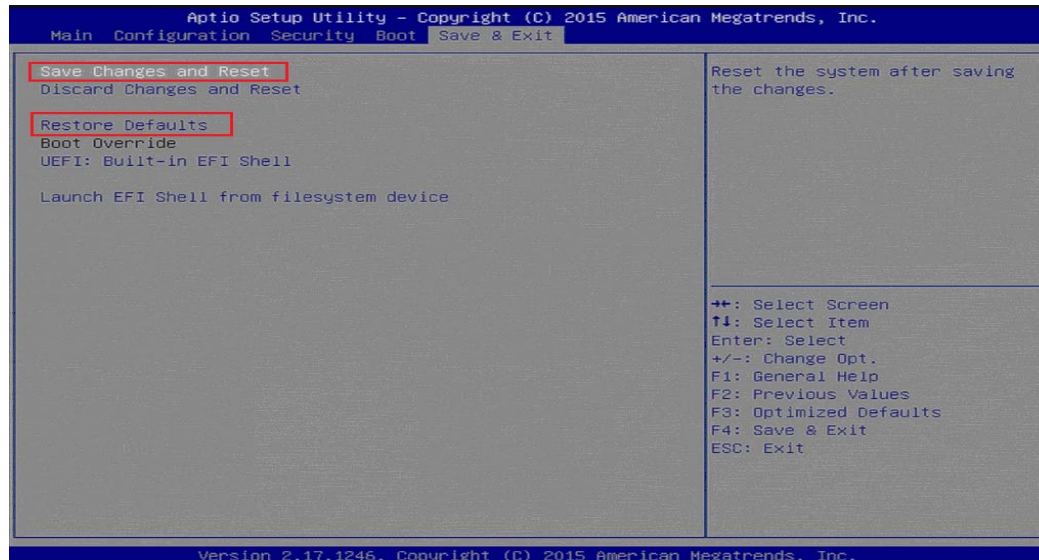 Aptio Setup Utility – Copyright (C) 2015 American Megatrends, Inc.
Main Configuration Security Boot Save & Exit
Save Changes and Reset
Discard Changes and Reset
Restore Defaults
Boot Override
UEFI: Built-in EFI Shell
Launch EFI Shell from filesystem device
Reset the system after saving
the changes.
→←: Select Screen
↑↓: Select Item
Enter: Select
+/-: Change Opt.
F1: General Help
F2: Previous Values
F3: Optimized Defaults
F4: Save & Exit
ESC: Exit
Version 2.17.1246. Copyright (C) 2015 American Megatrends, Inc.